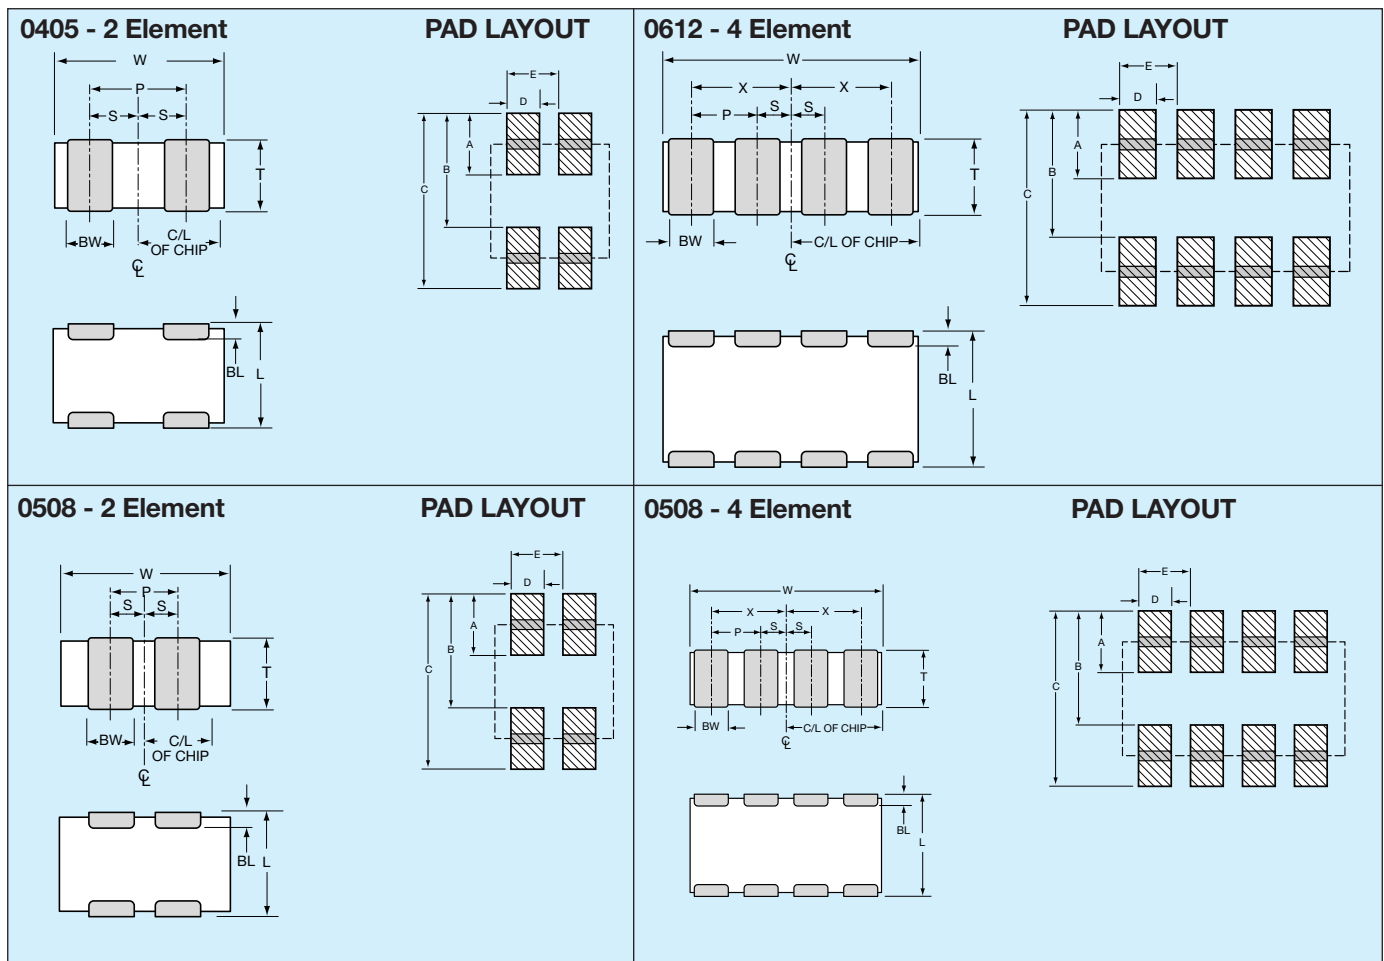 0405 - 2 Element
PAD LAYOUT
W
P
S
S
T
BW
C/L
OF CHIP
℄
BL
L
E
D
A
B
C
0612 - 4 Element
PAD LAYOUT
W
X
X
P
S
S
T
BW
C/L OF CHIP
℄
BL
L
E
D
A
B
C
0508 - 2 Element
PAD LAYOUT
W
P
S
S
T
BW
C/L
OF CHIP
℄
BL
L
E
D
A
B
C
0508 - 4 Element
PAD LAYOUT
W
X
X
P
S
S
T
BW
C/L OF CHIP
℄
BL
L
E
D
A
B
C